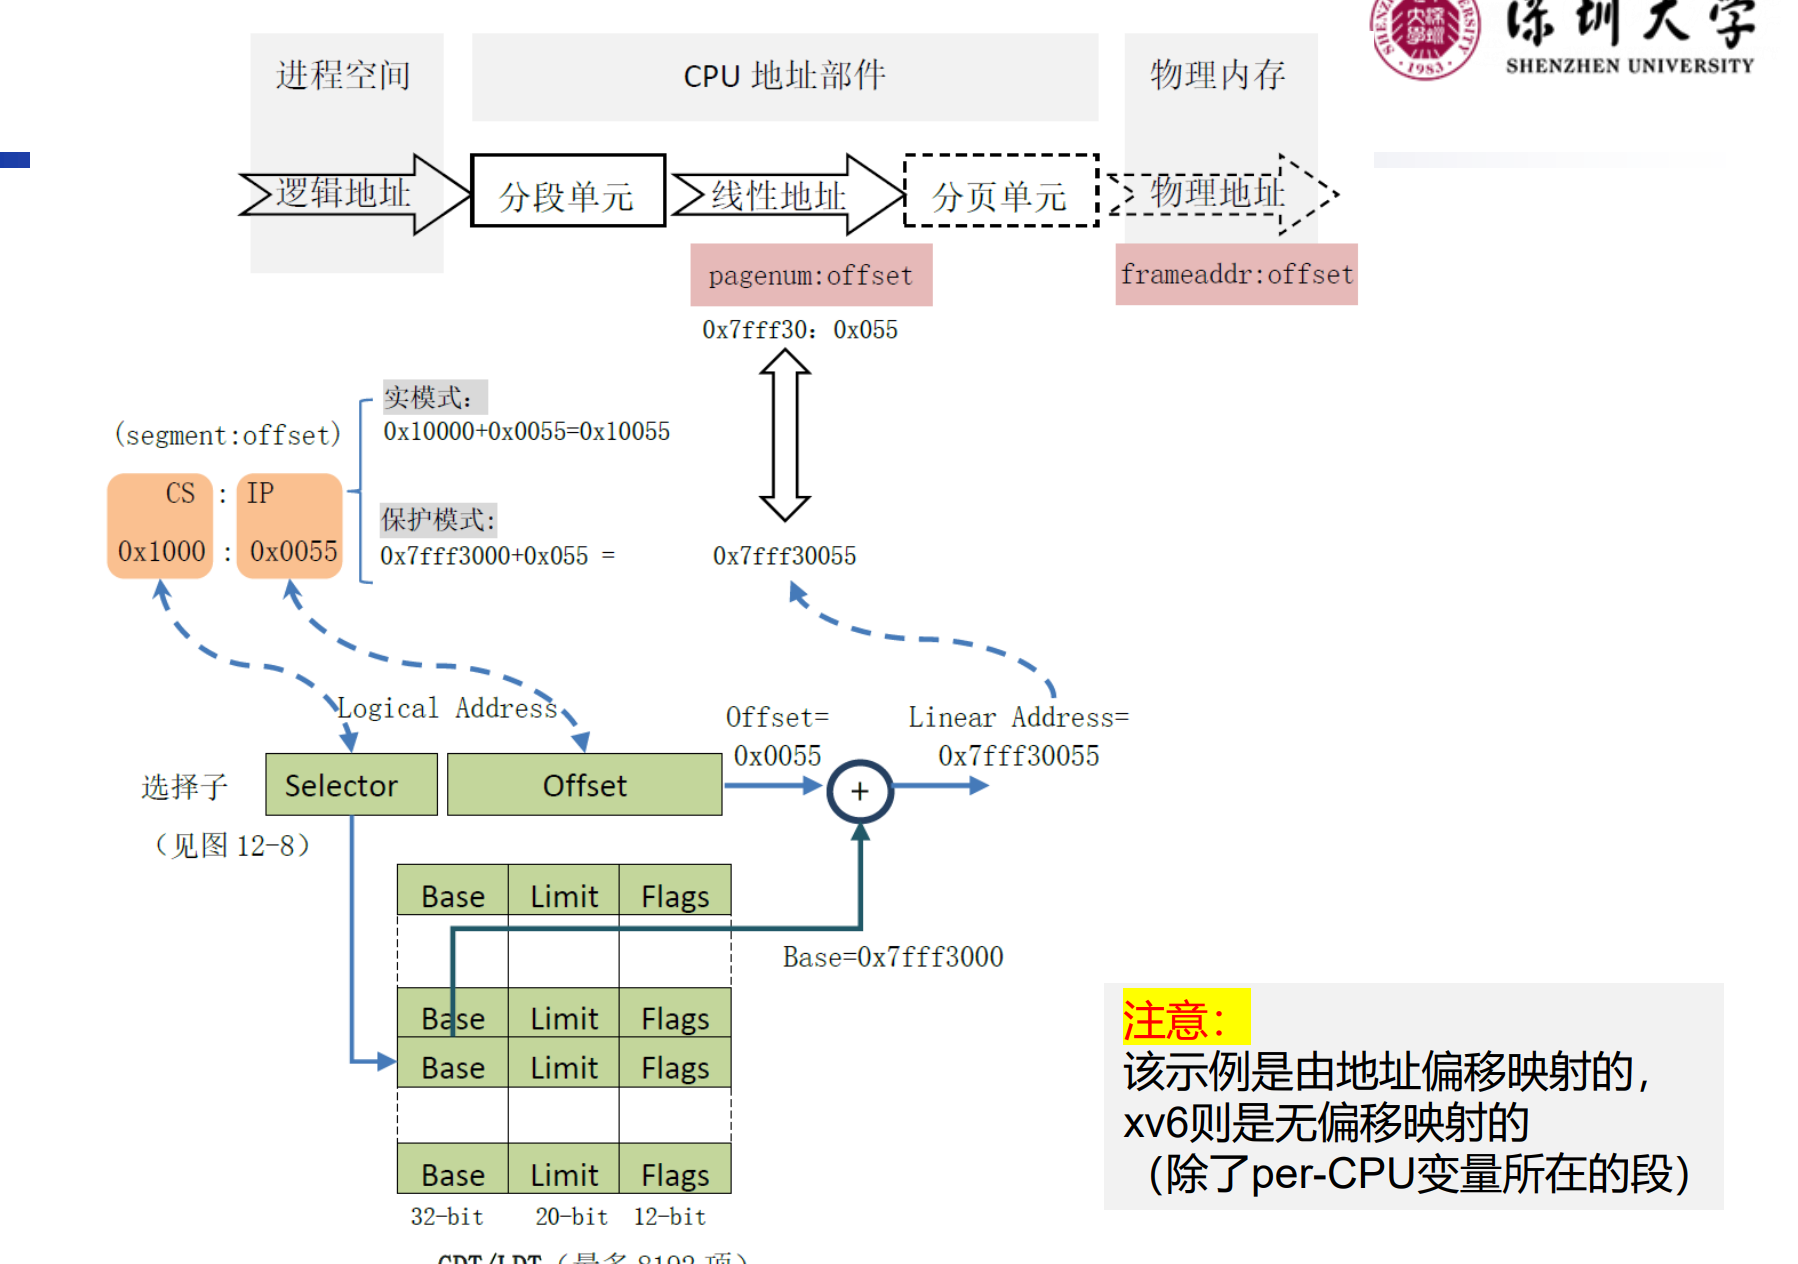 深圳大学
SHENZHEN UNIVERSITY
·1983·
进程空间
CPU 地址部件
物理内存
逻辑地址
分段单元
线性地址
分页单元
物理地址
pagenum:offset
frameaddr:offset
0x7fff30: 0x055
实模式:
(segment:offset)
0x10000+0x0055=0x10055
CS : IP
保护模式:
0x1000 : 0x0055
0x7fff3000+0x055 =
0x7fff30055
Logical Address
Offset=
0x0055
Linear Address=
0x7fff30055
选择子
Selector
Offset
+
（见图 12-8）
Base Limit Flags
Base=0x7fff3000
Base Limit Flags
Base Limit Flags
Base Limit Flags
32-bit 20-bit 12-bit
GDT/LDT（最多 8192 项）
注意：
该示例是由地址偏移映射的，
xv6则是无偏移映射的
（除了per-CPU变量所在的段）